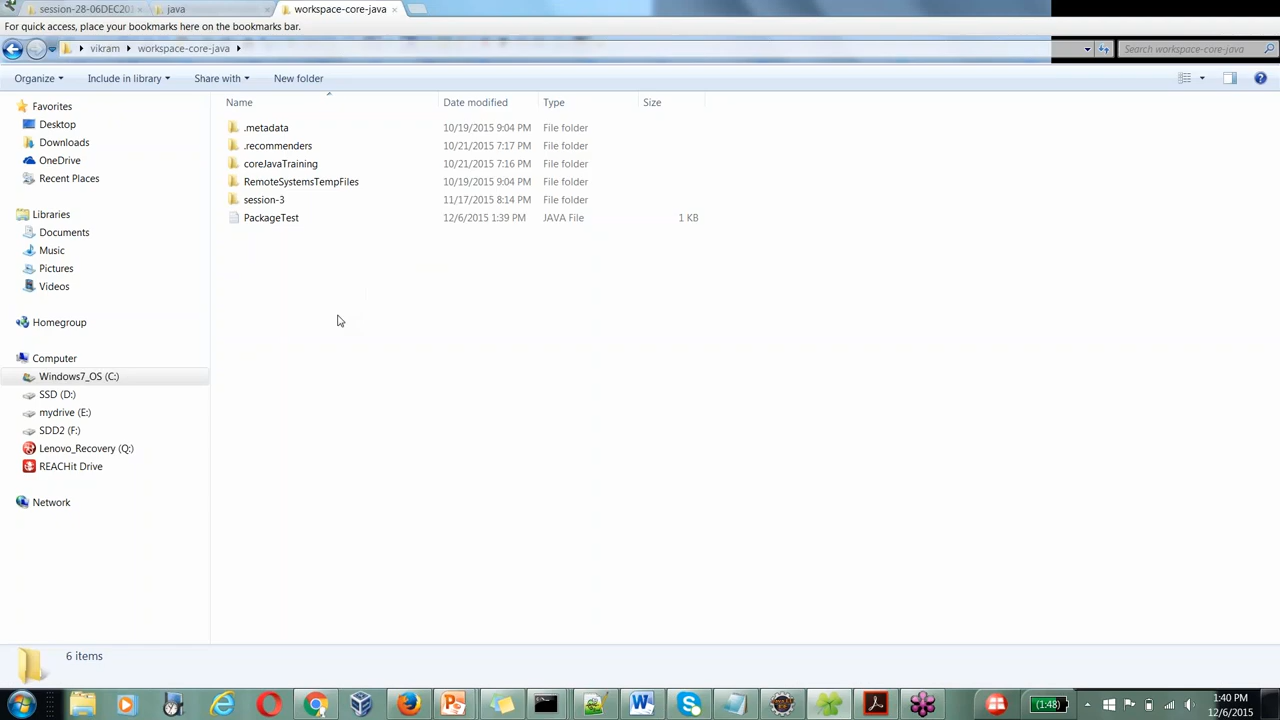 session-28-06DEC201
java
workspace-core-java
For quick access, place your bookmarks here on the bookmarks bar.
vikram
workspace-core-java
Search workspace-core-java
Organize
Include in library
Share with
New folder
Name
Date modified
Type
Size
.metadata
10/19/2015 9:04 PM
File folder
.recommenders
10/21/2015 7:17 PM
File folder
coreJavaTraining
10/21/2015 7:16 PM
File folder
RemoteSystemsTempFiles
10/19/2015 9:04 PM
File folder
session-3
11/17/2015 8:14 PM
File folder
PackageTest
12/6/2015 1:39 PM
JAVA File
1 KB
Favorites
Desktop
Downloads
OneDrive
Recent Places
Libraries
Documents
Music
Pictures
Videos
Homegroup
Computer
Windows7_OS (C:)
SSD (D:)
mydrive (E:)
SDD2 (F:)
Lenovo_Recovery (Q:)
REACHit Drive
Network
6 items
(1:48)
1:40 PM
12/6/2015